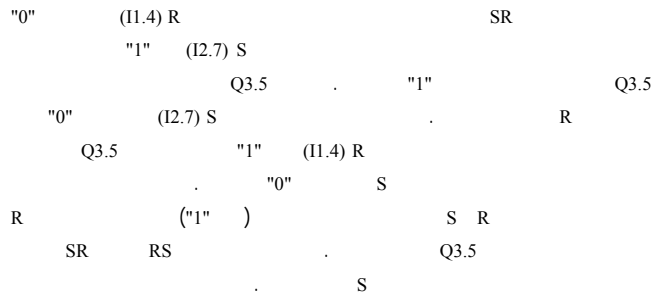 "0" (I1.4) R SR
"1" (I2.7) S
Q3.5 . "1" Q3.5
"0" (I2.7) S . R
Q3.5 "1" (I1.4) R
. "0" S
R ("1" ) S R
SR RS . Q3.5
. S